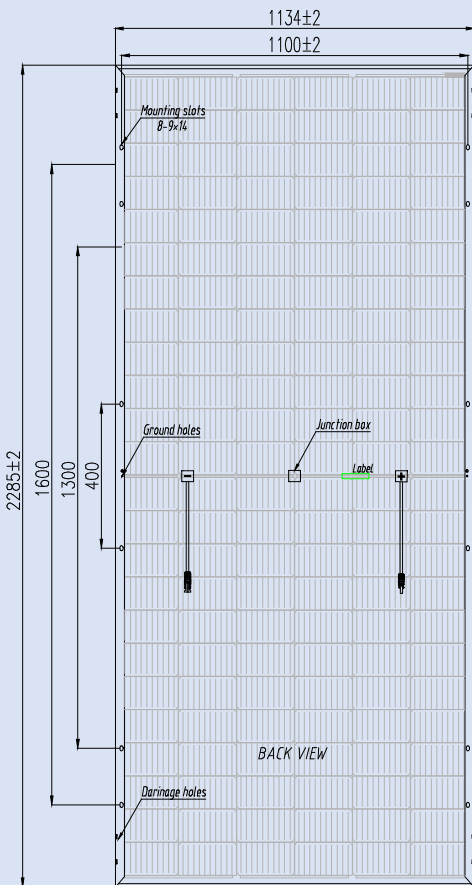 1134±2
1100±2
Mounting slots
8-9×14
2285±2
1600
1300
400
Ground holes
Junction box
Label
BACK VIEW
Darinage holes